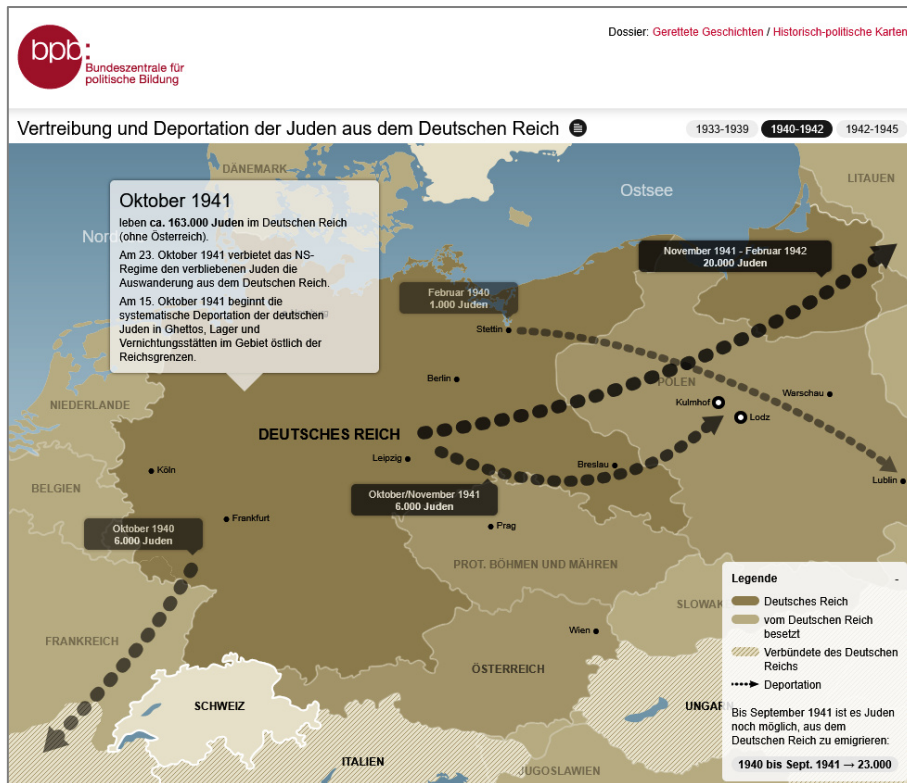 bpb:
Bundeszentrale für
politische Bildung
Dossier: Gerettete Geschichten / Historisch-politische Karten
Vertreibung und Deportation der Juden aus dem Deutschen Reich
1933-1939
1940-1942
1942-1945
DÄNEMARK
Ostsee
LITAUEN
Oktober 1941
leben ca. 163.000 Juden im Deutschen Reich
(ohne Österreich).
Am 23. Oktober 1941 verbietet das NS-
Regime den verbliebenen Juden die
Auswanderung aus dem Deutschen Reich.
Am 15. Oktober 1941 beginnt die
systematische Deportation der deutschen
Juden in Ghettos, Lager und
Vernichtungsstätten im Gebiet östlich der
Reichsgrenzen.
November 1941 - Februar 1942
20.000 Juden
Februar 1940
1.000 Juden
Stettin
Berlin
POLEN
Kulmhof
Lodz
Warschau
NIEDERLANDE
DEUTSCHES REICH
Leipzig
Köln
Breslau
Lublin
BELGIEN
Oktober/November 1941
6.000 Juden
Frankfurt
Prag
Oktober 1940
6.000 Juden
PROT. BÖHMEN UND MÄHREN
FRANKREICH
SLOWAK
Wien
ÖSTERREICH
SCHWEIZ
UNGARN
ITALIEN
JUGOSLAWIEN
Legende
-
Deutsches Reich
vom Deutschen Reich
besetzt
Verbündete des Deutschen
Reichs
Deportation
Bis September 1941 ist es Juden
noch möglich, aus dem
Deutschen Reich zu emigrieren:
1940 bis Sept. 1941 → 23.000